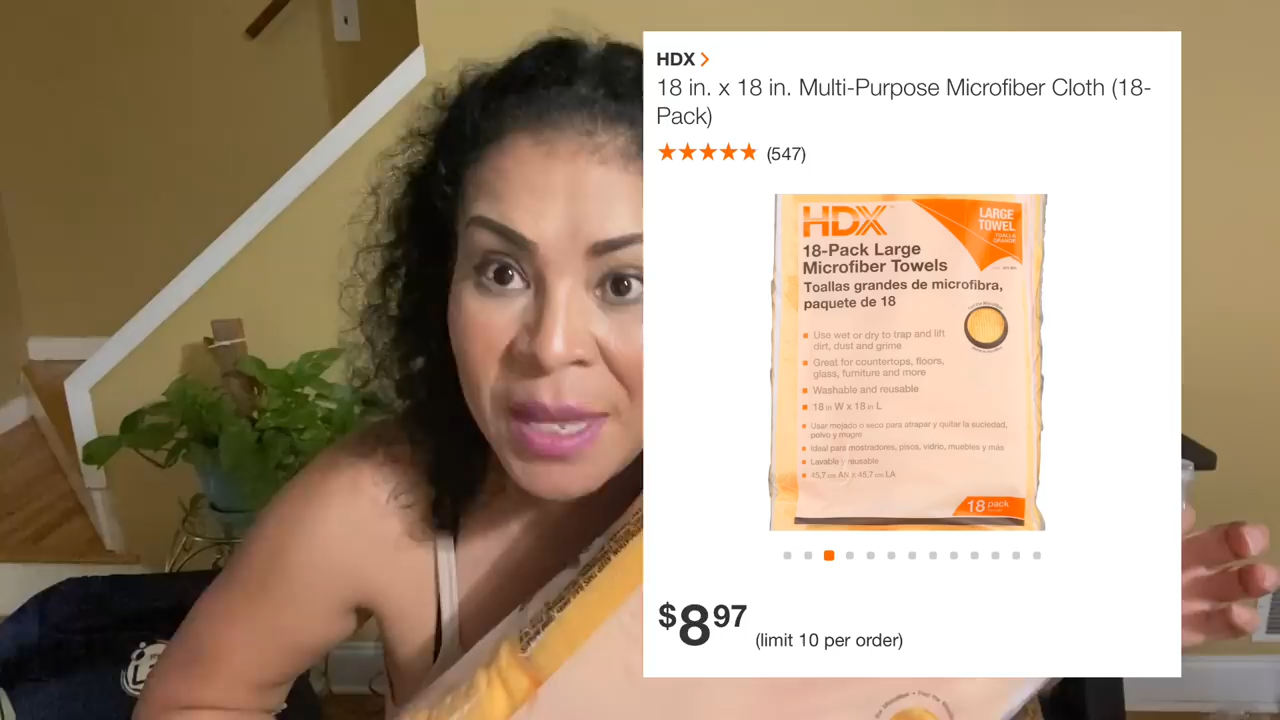 HDX >
18 in. x 18 in. Multi-Purpose Microfiber Cloth (18-
Pack)
(547)
HDX
LARGE
TOWEL
TOALLA
GRANDE
18-Pack Large
Microfiber Towels
Toallas grandes de microfibra,
paquete de 18
Use wet or dry to trap and lift
dirt, dust and grime
Great for countertops, floors,
glass, furniture and more
Washable and reusable
18 in W x 18 in L
Usar mejado o seco para atrapar y quitar la suciedad,
polvo y mugre
Ideal para mostradores, pisos, vidrio, muebles y más
Lavable y reusable
45,7 cm AN x 45,7 cm LA
18 pack
$8 97
(limit 10 per order)